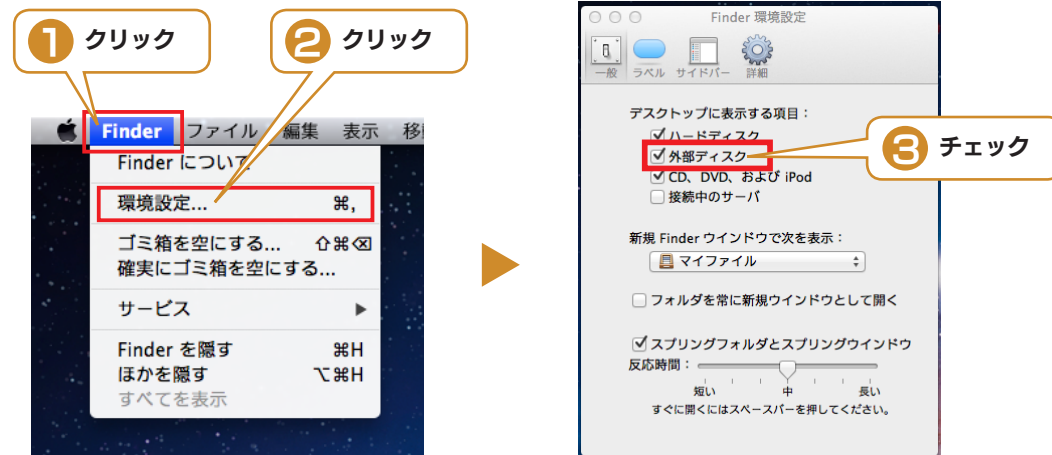 1 クリック
2 クリック
Finder ファイル 編集 表示
Finder について
環境設定... ⌘,
ゴミ箱を空にする... ⇧⌘⌫
確実にゴミ箱を空にする...
サービス ▶
Finder を隠す ⌘H
ほかを隠す ⌥⌘H
すべてを表示
Finder 環境設定
一般 ラベル サイドバー 詳細
デスクトップに表示する項目：
ハードディスク
外部ディスク
3 チェック
CD、DVD、および iPod
接続中のサーバ
新規 Finder ウインドウで次を表示：
マイファイル
フォルダを常に新規ウインドウとして開く
スプリングフォルダとスプリングウインドウ
反応時間：
短い 中 長い
すぐに開くにはスペースバーを押してください。